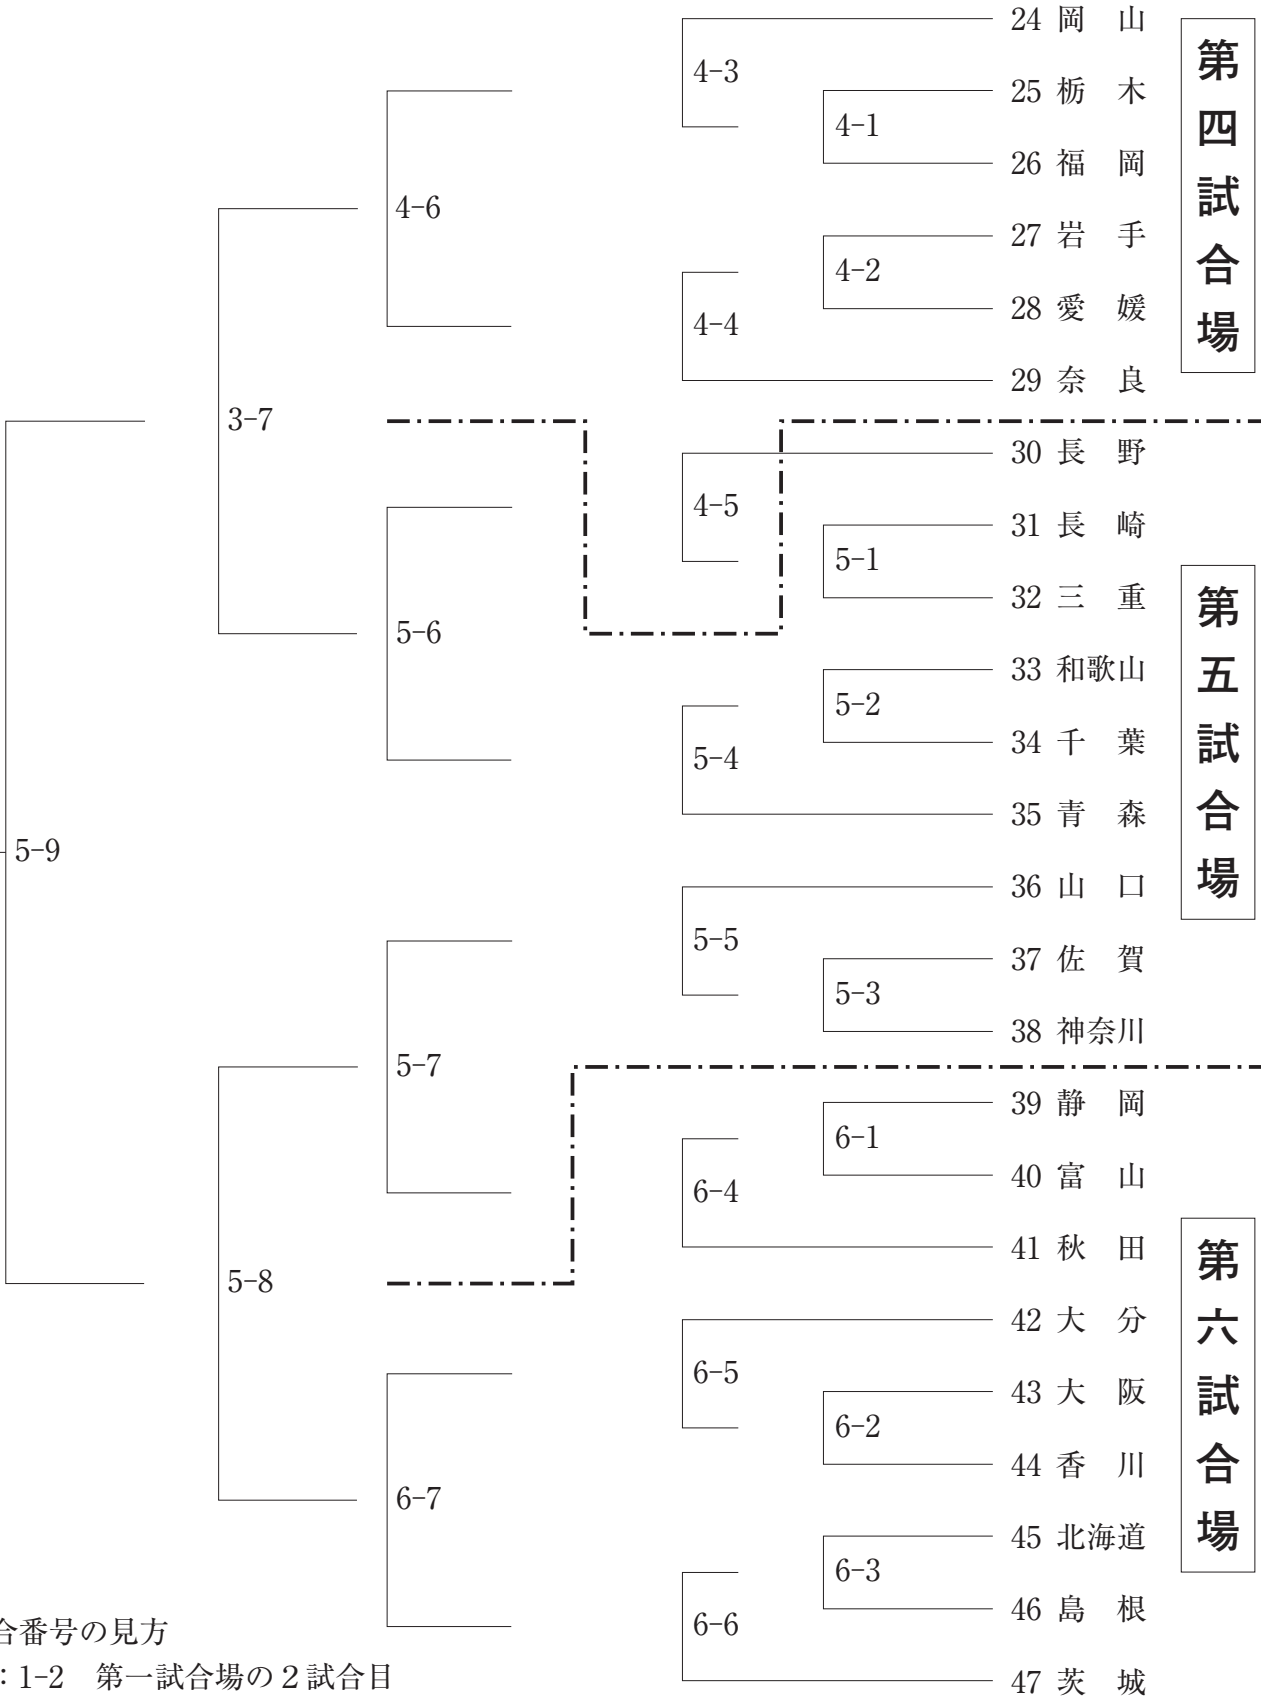 24 岡　山
4-3
25 栃　木
4-1
26 福　岡
4-6
27 岩　手
4-2
28 愛　媛
4-4
29 奈　良
第四試合場
3-7
30 長　野
4-5
31 長　崎
5-1
32 三　重
5-6
33 和歌山
5-2
34 千　葉
5-4
35 青　森
第五試合場
5-9
36 山　口
5-5
37 佐　賀
5-3
38 神奈川
5-7
39 静　岡
6-1
40 富　山
6-4
41 秋　田
5-8
42 大　分
6-5
43 大　阪
6-2
44 香　川
6-7
45 北海道
6-3
46 島　根
6-6
47 茨　城
第六試合場
合番号の見方
：1-2　第一試合場の２試合目